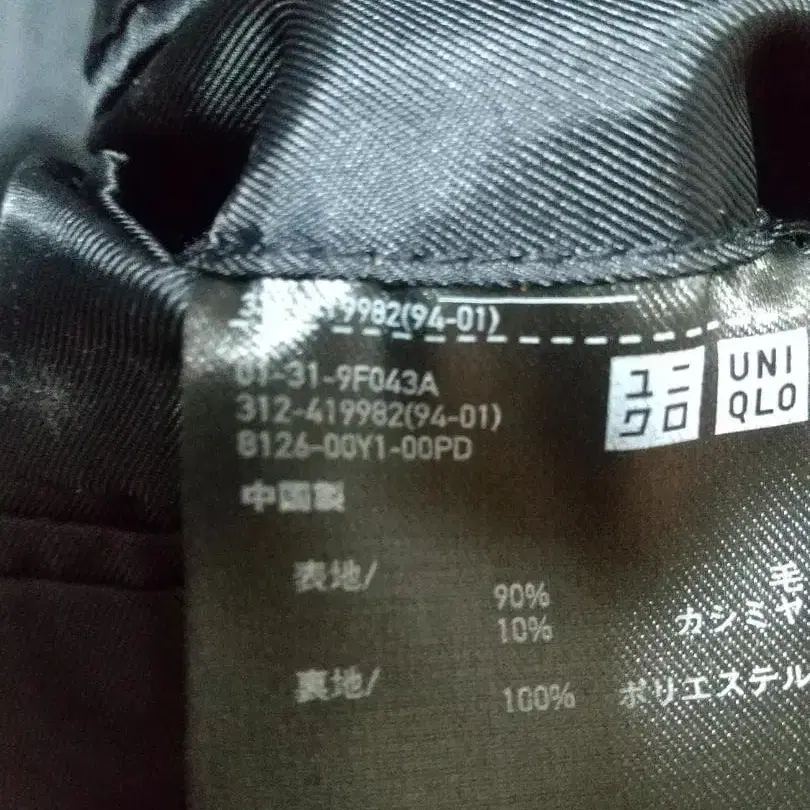 19982(94-01)
-31-9F043A
312-419982(94-01)
8126-00Y1-00PD
ユニ
クロ
UNI
QLO
中国製
表地/
90% 毛
10% カシミヤ
裏地/
100% ポリエステル